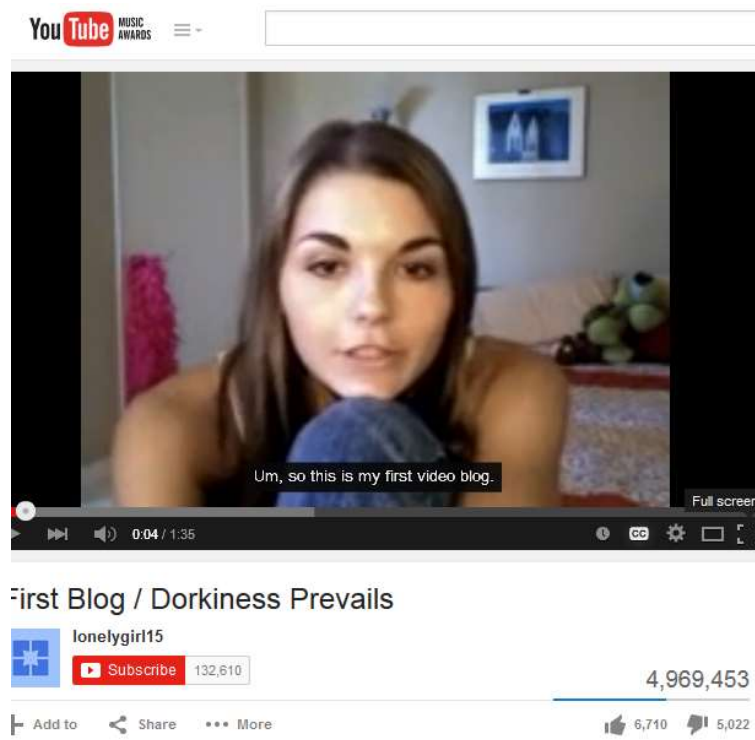 You Tube MUSIC AWARDS
Um, so this is my first video blog.
Full screen
0:04 / 1:35
CC
First Blog / Dorkiness Prevails
lonelygirl15
Subscribe 132,610
4,969,453
Add to Share More
6,710 5,022